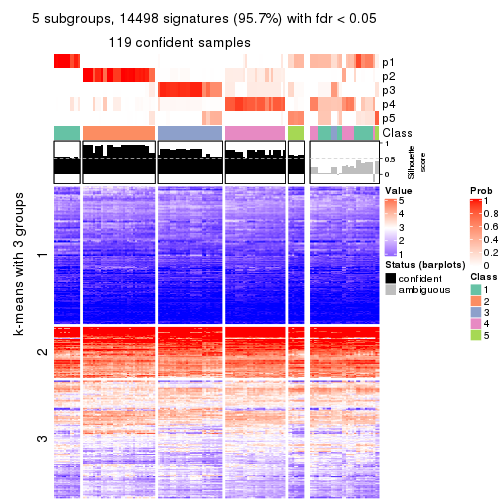 5 subgroups, 14498 signatures (95.7%) with fdr < 0.05
119 confident samples
p1
p2
p3
p4
p5
Class
1
0.5
0
Silhouette
score
k-means with 3 groups
1
2
3
Value
5
4
3
2
1
Status (barplots)
confident
ambiguous
Prob
1
0.8
0.6
0.4
0.2
0
Class
1
2
3
4
5